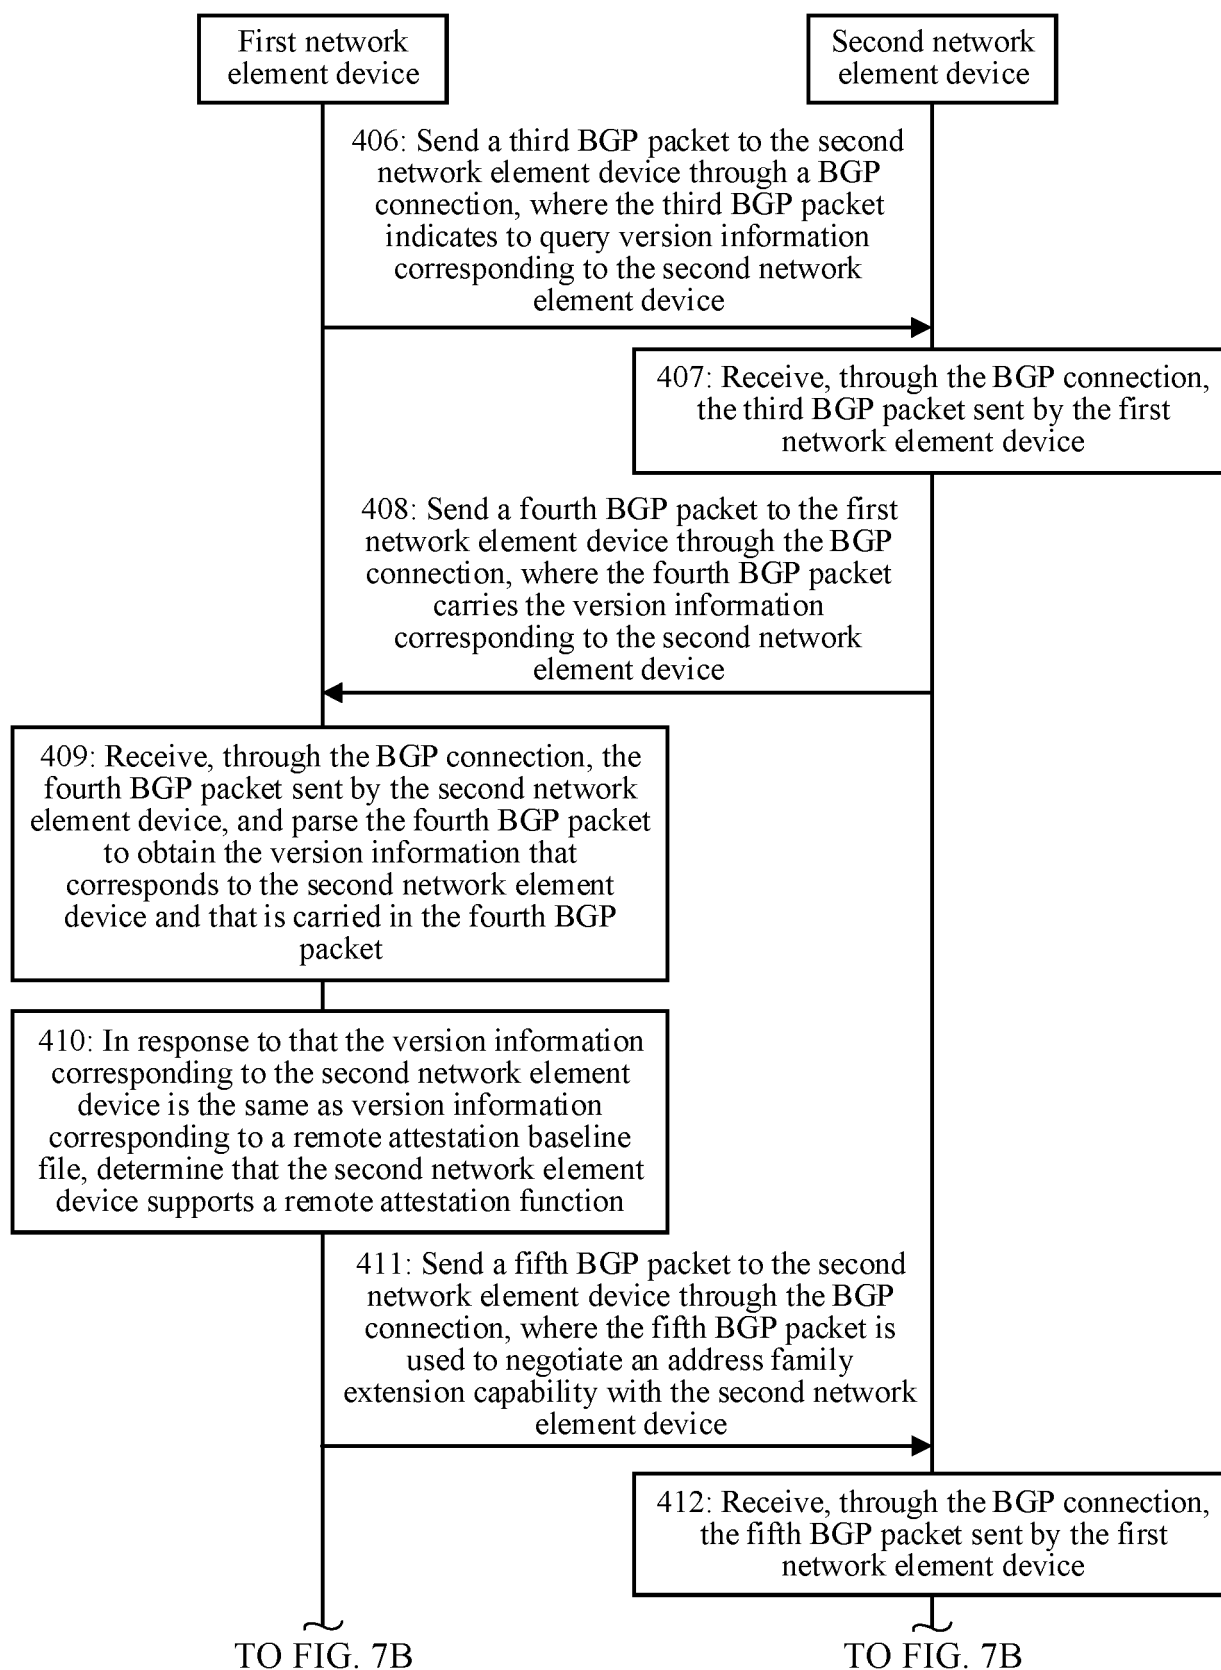 First network
element device
Second network
element device
406: Send a third BGP packet to the second
network element device through a BGP
connection, where the third BGP packet
indicates to query version information
corresponding to the second network
element device
407: Receive, through the BGP connection,
the third BGP packet sent by the first
network element device
408: Send a fourth BGP packet to the first
network element device through the BGP
connection, where the fourth BGP packet
carries the version information
corresponding to the second network
element device
409: Receive, through the BGP connection, the
fourth BGP packet sent by the second network
element device, and parse the fourth BGP packet
to obtain the version information that
corresponds to the second network element
device and that is carried in the fourth BGP
packet
410: In response to that the version information
corresponding to the second network element
device is the same as version information
corresponding to a remote attestation baseline
file, determine that the second network element
device supports a remote attestation function
411: Send a fifth BGP packet to the second
network element device through the BGP
connection, where the fifth BGP packet is
used to negotiate an address family
extension capability with the second network
element device
412: Receive, through the BGP connection,
the fifth BGP packet sent by the first
network element device
TO FIG. 7B
TO FIG. 7B